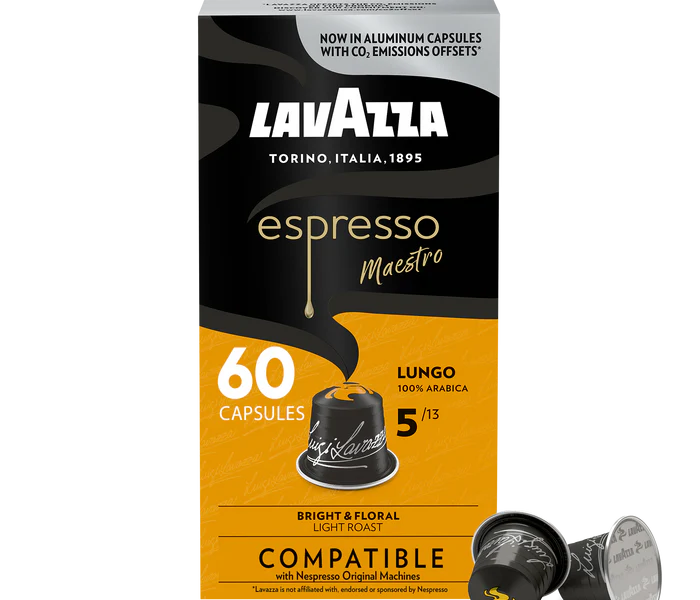 NOW IN ALUMINUM CAPSULES
WITH CO₂ EMISSIONS OFFSETS*
LAVAZZA
TORINO, ITALIA, 1895
espresso
Maestro
60
CAPSULES
LUNGO
100% ARABICA
5/13
Luigi Lavazza
BRIGHT & FLORAL
LIGHT ROAST
COMPATIBLE
with Nespresso Original Machines
*Lavazza is not affiliated with, endorsed or sponsored by Nespresso